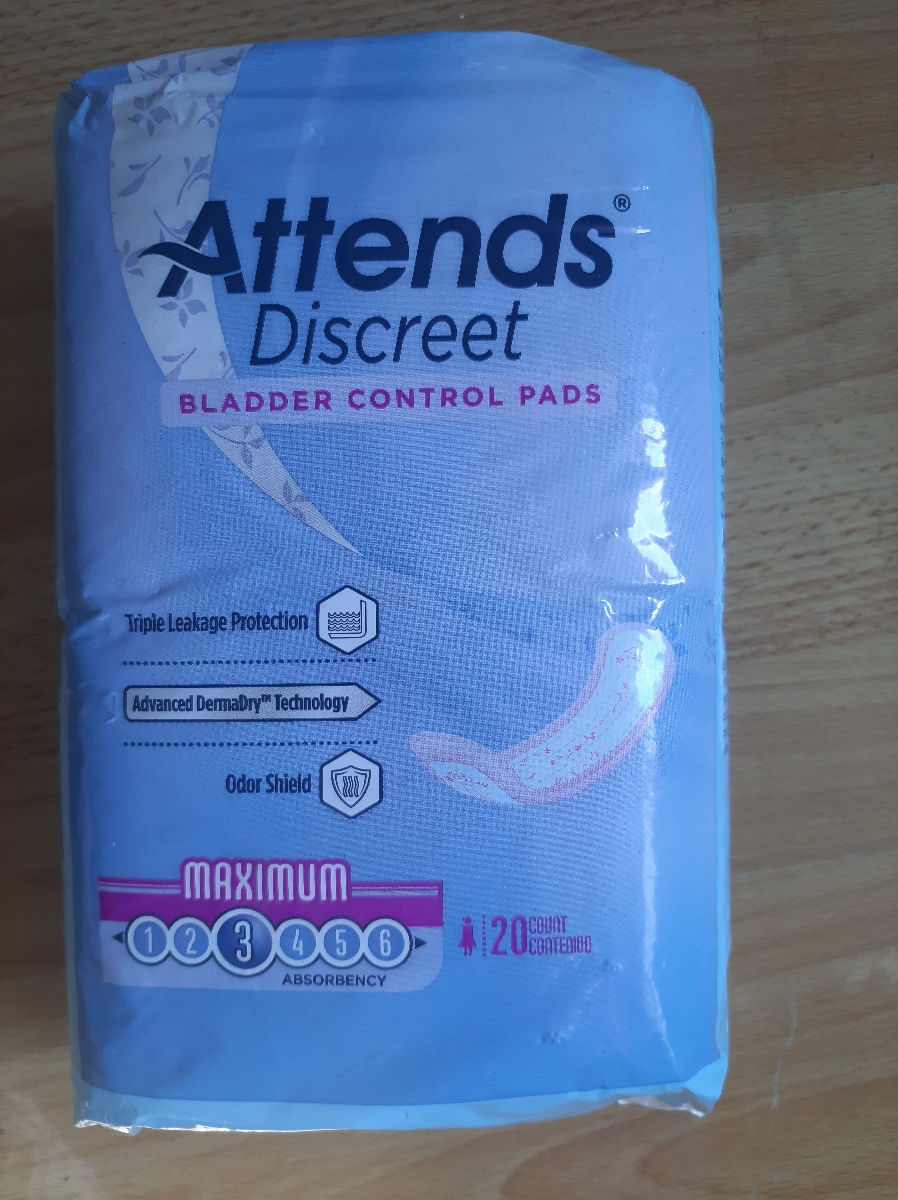 Attends®
Discreet
BLADDER CONTROL PADS
Triple Leakage Protection
Advanced DermaDry™ Technology
Odor Shield
MAXIMUM
1 2 3 4 5 6
ABSORBENCY
20 COUNT
CONTENIDO